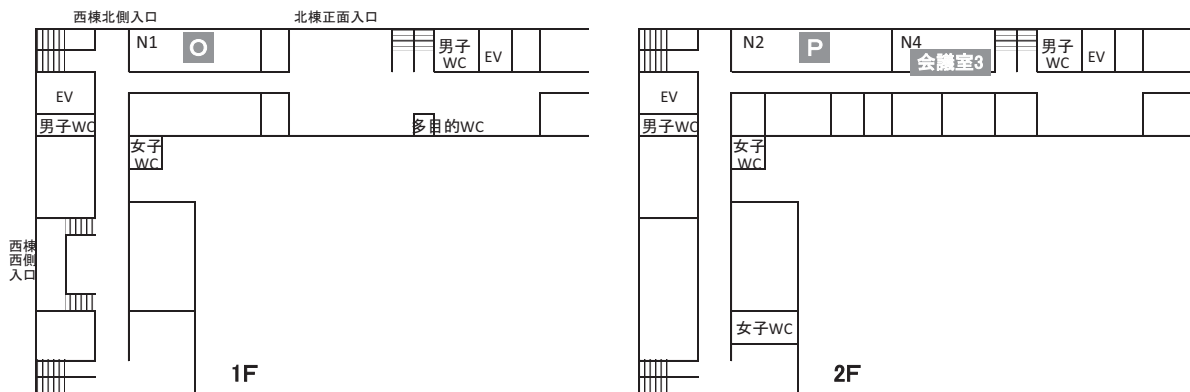 西棟北側入口
北棟正面入口
N1
O
男子
WC
EV
EV
男子WC
多目的WC
女子
WC
西棟
西側
入口
1F
N2
P
N4
会議室3
男子
WC
EV
EV
男子WC
女子
WC
女子WC
2F